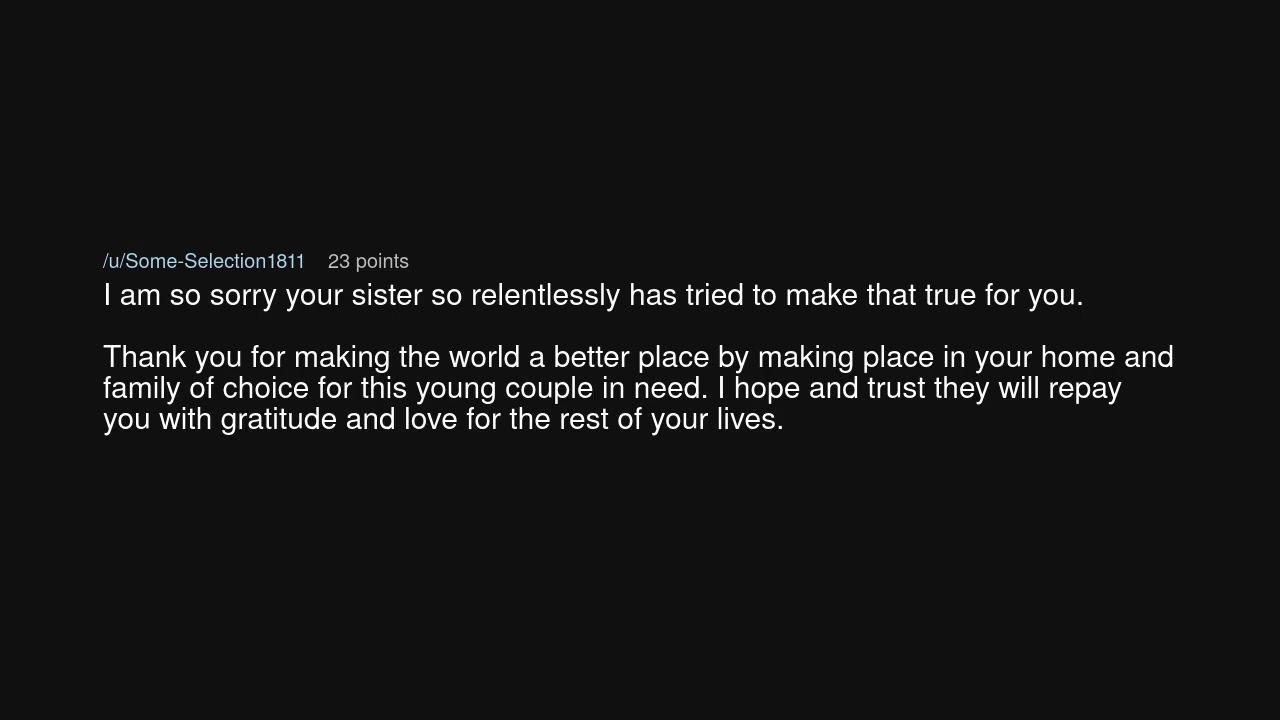 /u/Some-Selection1811 23 points
I am so sorry your sister so relentlessly has tried to make that true for you.
Thank you for making the world a better place by making place in your home and
family of choice for this young couple in need. I hope and trust they will repay
you with gratitude and love for the rest of your lives.